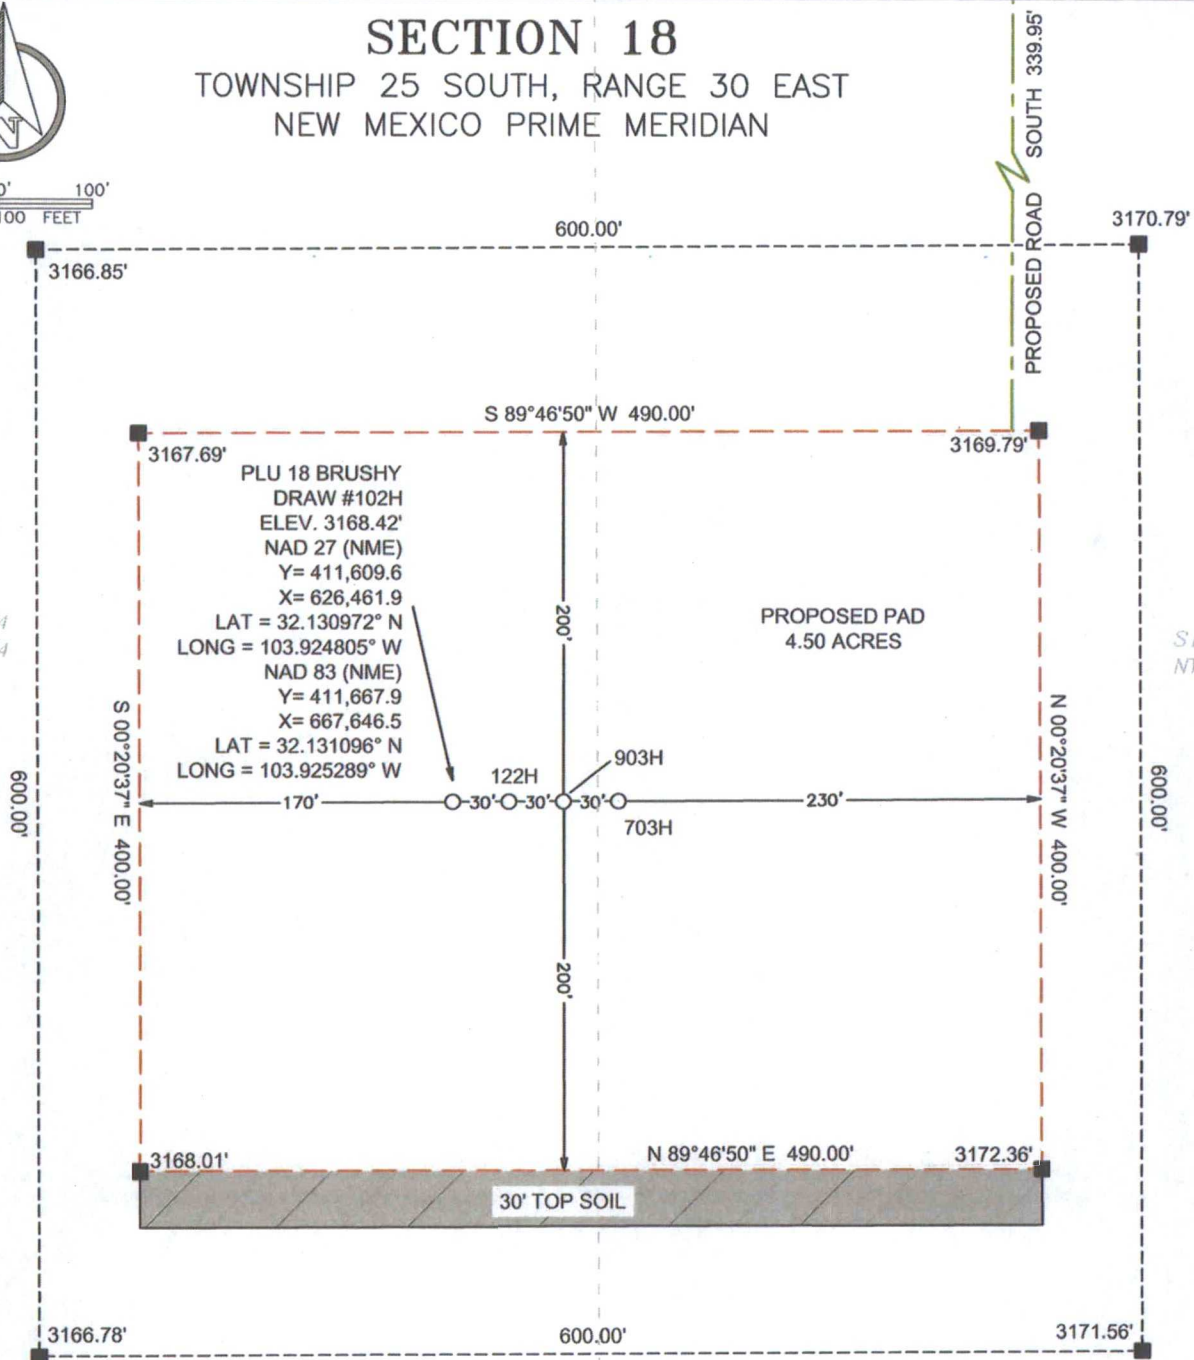 SECTION 18
TOWNSHIP 25 SOUTH, RANGE 30 EAST
NEW MEXICO PRIME MERIDIAN
N
100'
100 FEET
PROPOSED ROAD SOUTH 339.95'
600.00'
3170.79'
3166.85'
S 89°46'50" W 490.00'
3167.69'
3169.79'
PLU 18 BRUSHY
DRAW #102H
ELEV. 3168.42'
NAD 27 (NME)
Y= 411,609.6
X= 626,461.9
LAT = 32.130972° N
LONG = 103.924805° W
NAD 83 (NME)
Y= 411,667.9
X= 667,646.5
LAT = 32.131096° N
LONG = 103.925289° W
200'
PROPOSED PAD
4.50 ACRES
S 00°20'37" E 400.00'
N 00°20'37" W 400.00'
600.00'
600.00'
122H
903H
170'
30'
30'
30'
230'
703H
200'
3168.01'
N 89°46'50" E 490.00'
3172.36'
30' TOP SOIL
3166.78'
600.00'
3171.56'